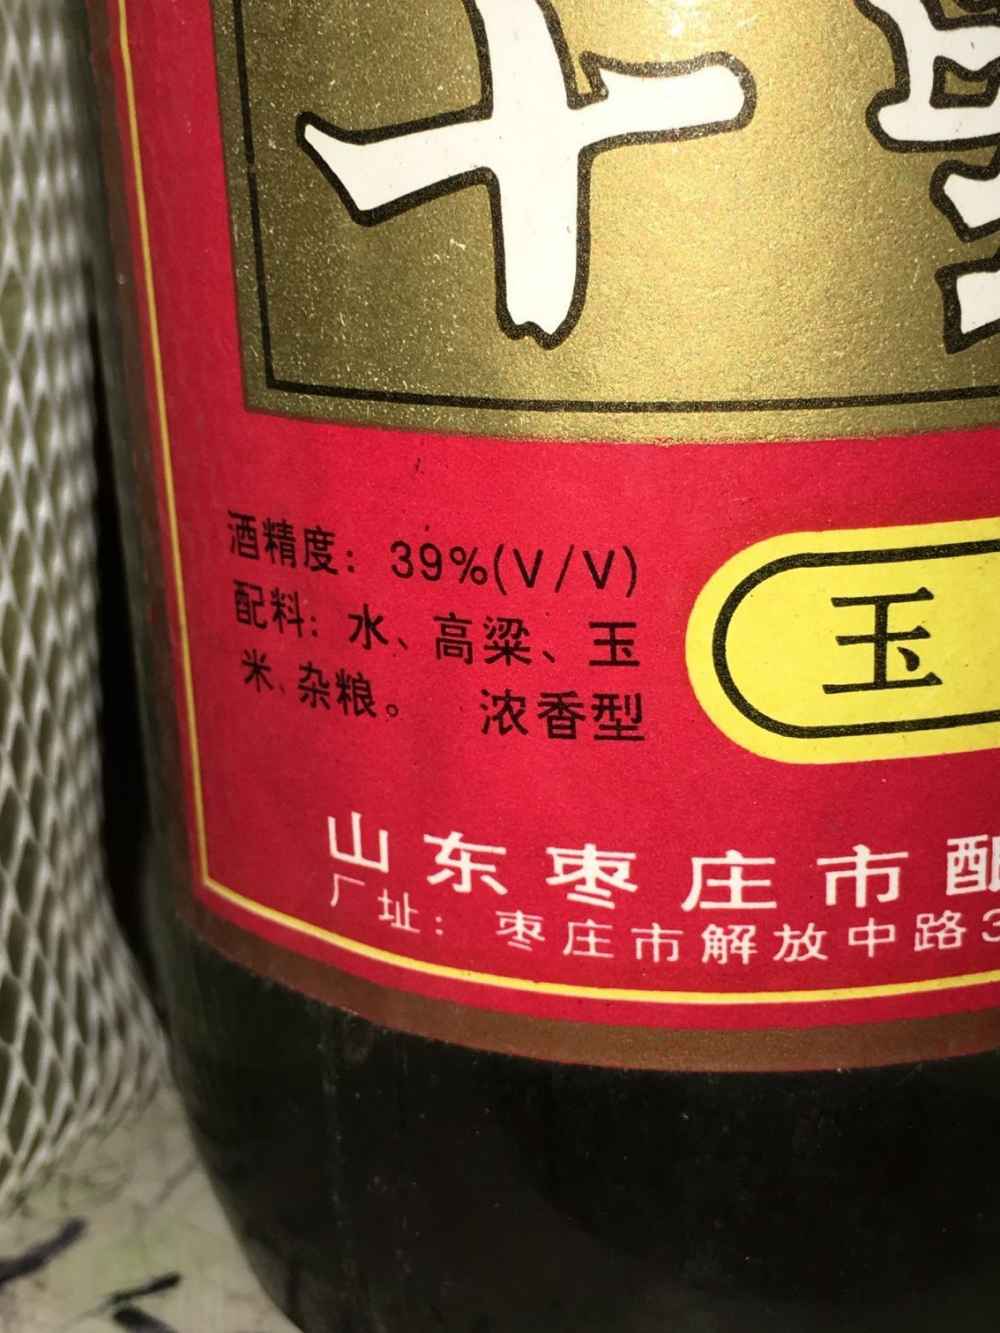 十
酒精度：39%(V/V)
配料：水、高粱、玉
米、杂粮。 浓香型
玉
山东枣庄市酿
厂址：枣庄市解放中路3